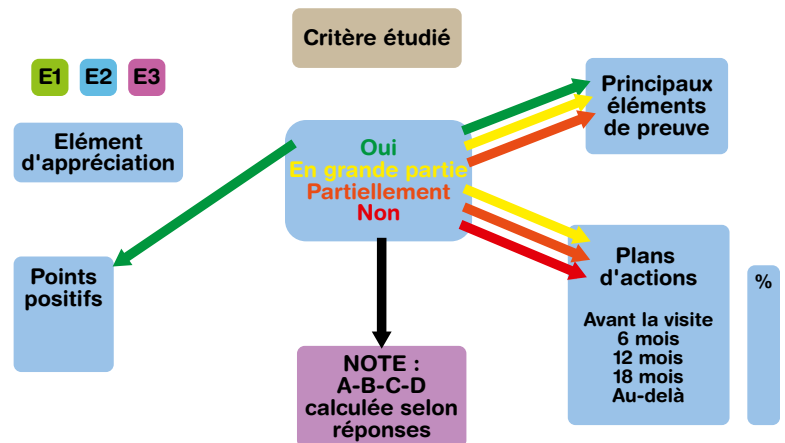 Critère étudié
E1 E2 E3
Elément
d'appréciation
Oui
En grande partie
Partiellement
Non
Principaux
éléments
de preuve
Points
positifs
Plans
d'actions
Avant la visite
6 mois
12 mois
18 mois
Au-delà
%
NOTE :
A-B-C-D
calculée selon
réponses